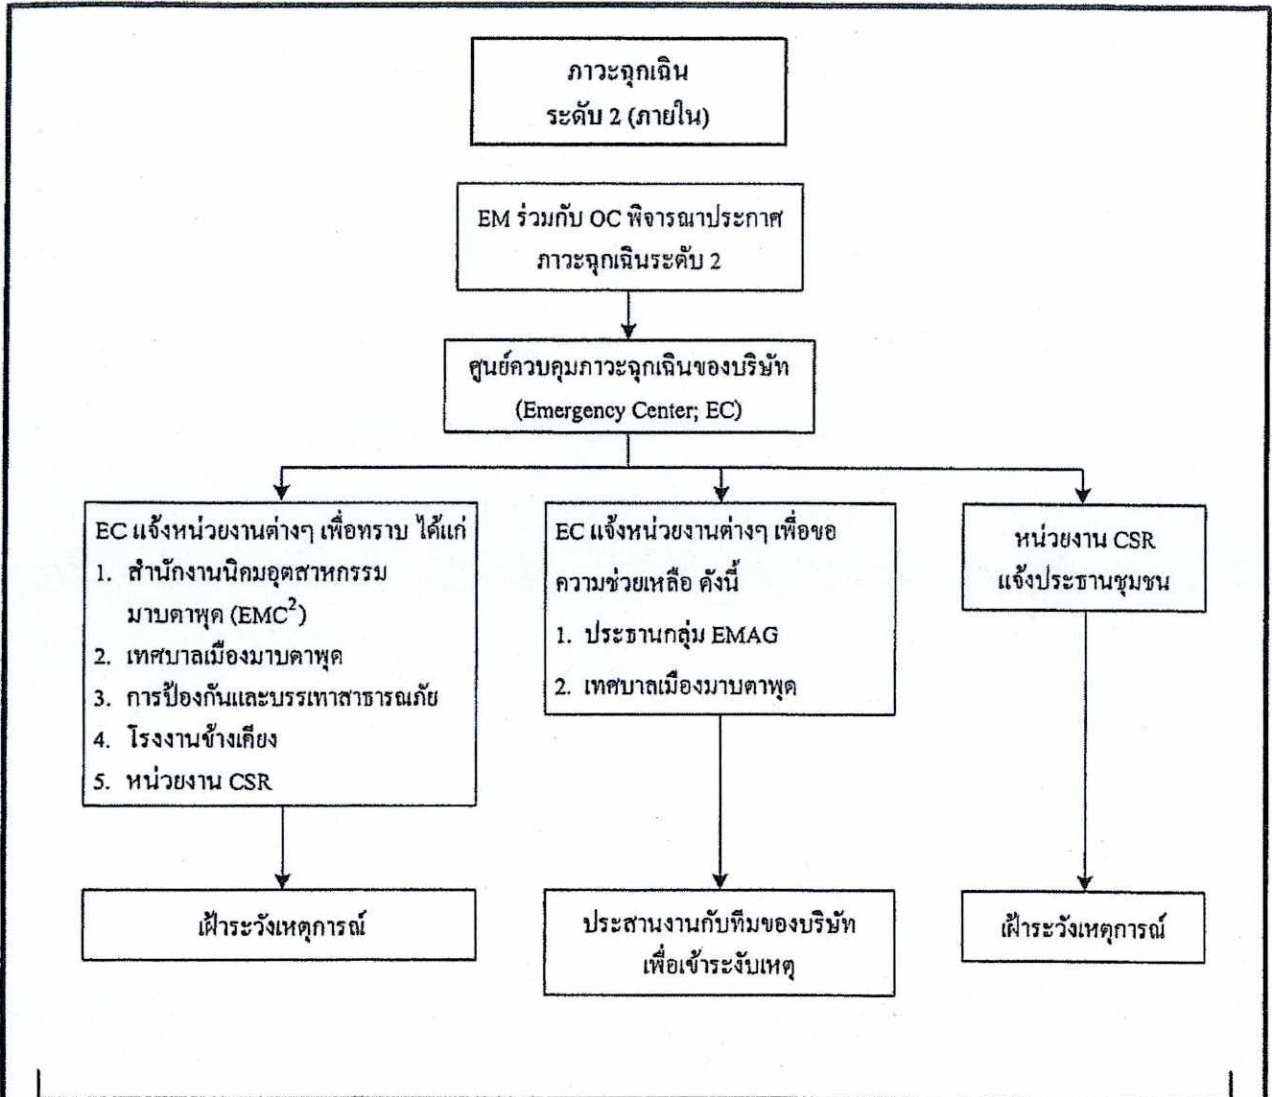 ภาวะฉุกเฉิน
ระดับ 2 (ภายใน)
EM ร่วมกับ OC พิจารณาประกาศ
ภาวะฉุกเฉินระดับ 2
ศูนย์ควบคุมภาวะฉุกเฉินของบริษัท
(Emergency Center; EC)
EC แจ้งหน่วยงานต่างๆ เพื่อทราบ ได้แก่
1. สำนักงานนิคมอุตสาหกรรม
มาบตาพุด (EMC²)
2. เทศบาลเมืองมาบตาพุด
3. การป้องกันและบรรเทาสาธารณภัย
4. โรงงานข้างเคียง
5. หน่วยงาน CSR
EC แจ้งหน่วยงานต่างๆ เพื่อขอ
ความช่วยเหลือ ดังนี้
1. ประธานกลุ่ม EMAG
2. เทศบาลเมืองมาบตาพุด
หน่วยงาน CSR
แจ้งประธานชุมชน
เฝ้าระวังเหตุการณ์
ประสานงานกับทีมของบริษัท
เพื่อเข้าระงับเหตุ
เฝ้าระวังเหตุการณ์